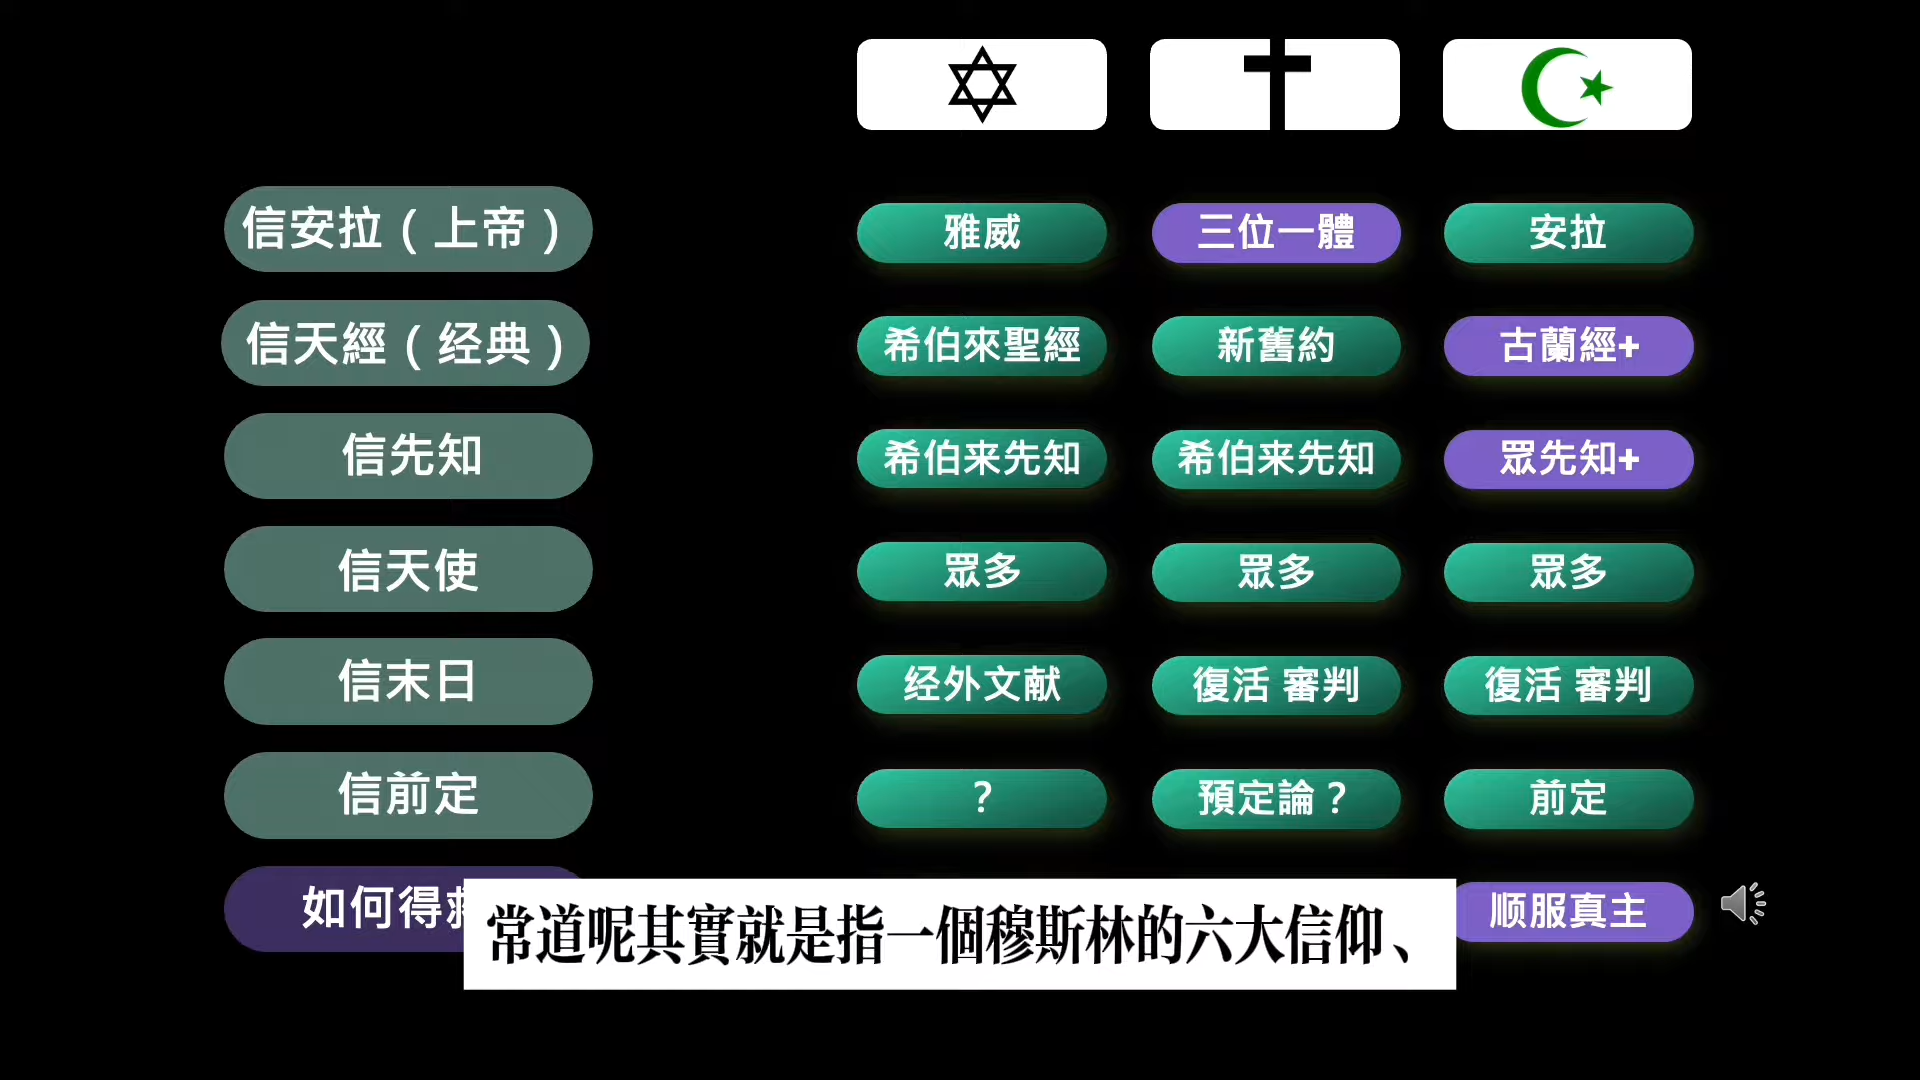 信安拉(上帝) 雅威 三位一體 安拉
信天經(经典) 希伯來聖經 新舊約 古蘭經+
信先知 希伯来先知 希伯来先知 眾先知+
信天使 眾多 眾多 眾多
信末日 经外文献 復活 審判 復活 審判
信前定 ? 預定論? 前定
如何得 顺服真主
常道呢其實就是指一個穆斯林的六大信仰、